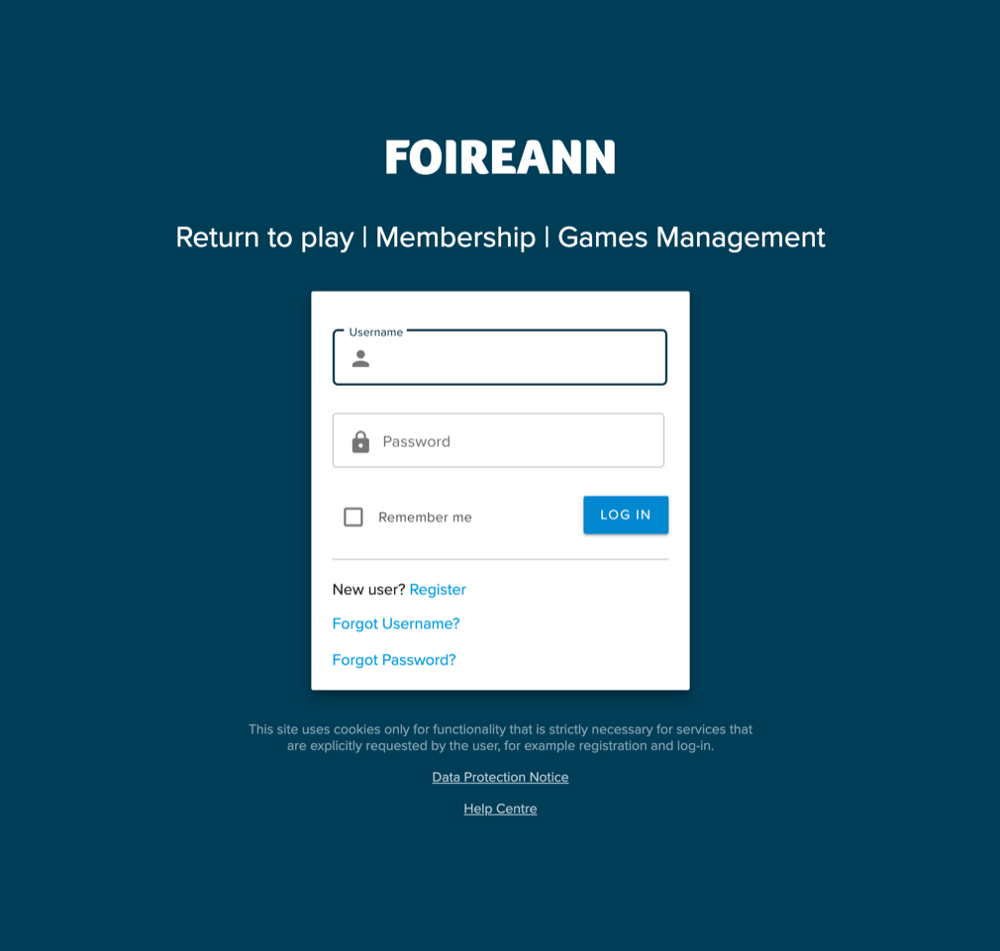 FOIREANN
Return to play | Membership | Games Management
Username
Password
Remember me
LOG IN
New user? Register
Forgot Username?
Forgot Password?
This site uses cookies only for functionality that is strictly necessary for services that
are explicitly requested by the user, for example registration and log-in.
Data Protection Notice
Help Centre